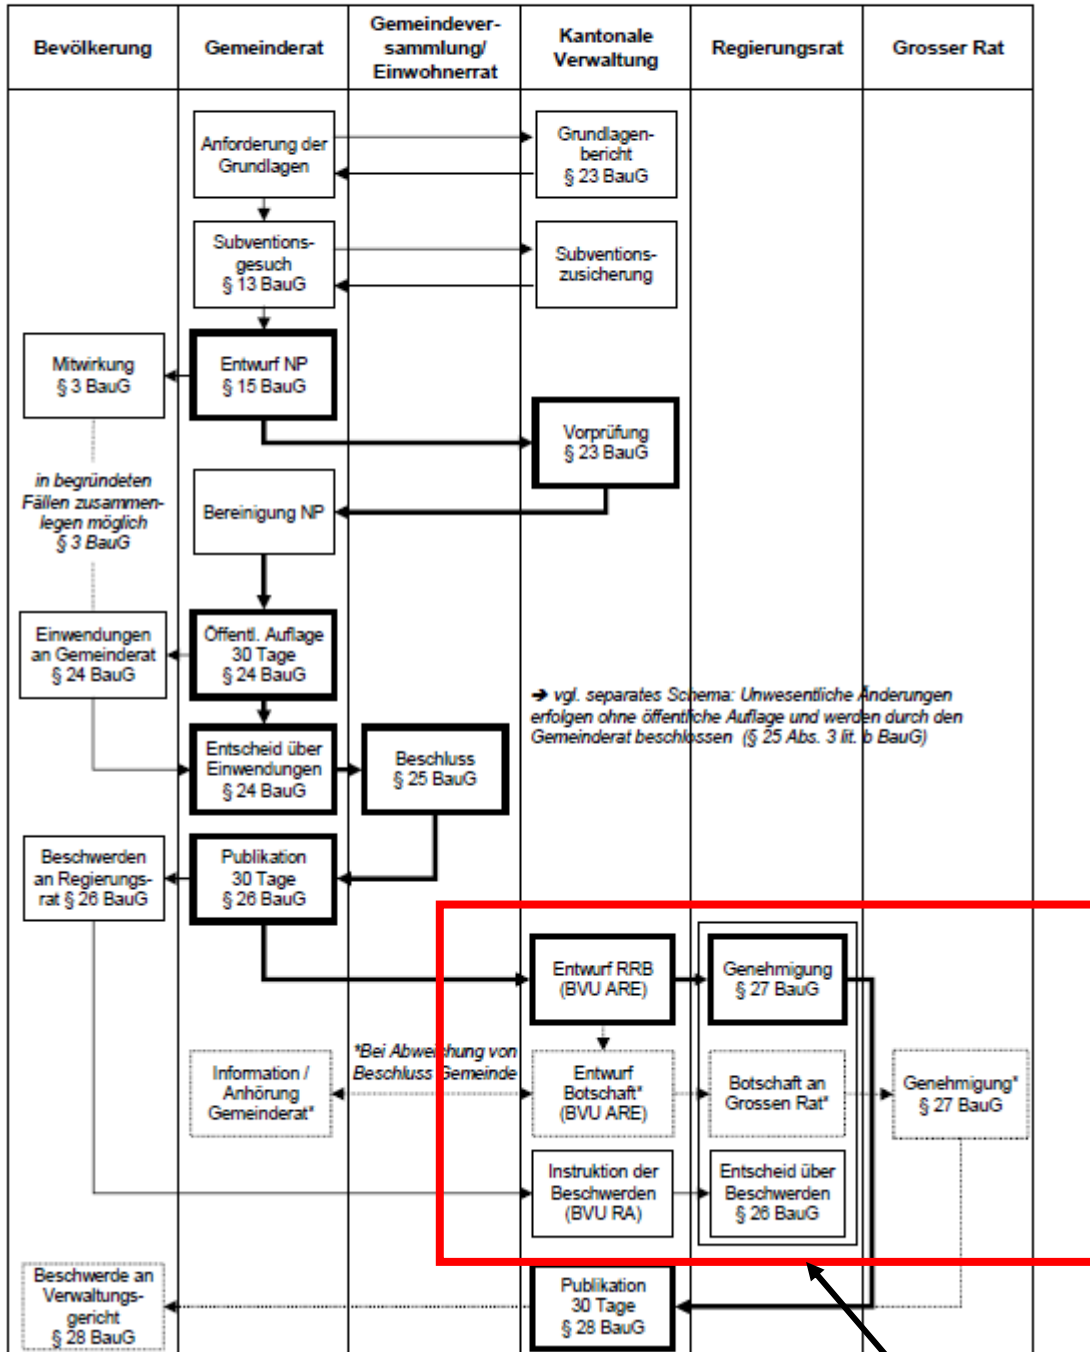 Bevölkerung
Gemeinderat
Gemeindever-
sammlung/
Einwohnerrat
Kantonale
Verwaltung
Regierungsrat
Grosser Rat
Anforderung der
Grundlagen
Grundlagen-
bericht
§ 23 BauG
Subventions-
gesuch
§ 13 BauG
Subventions-
zusicherung
Mitwirkung
§ 3 BauG
Entwurf NP
§ 15 BauG
Vorprüfung
§ 23 BauG
in begründeten
Fällen zusammen-
legen möglich
§ 3 BauG
Bereinigung NP
Einwendungen
an Gemeinderat
§ 24 BauG
Öffentl. Auflage
30 Tage
§ 24 BauG
➔ vgl. separates Schema: Unwesentliche Änderungen
erfolgen ohne öffentliche Auflage und werden durch den
Gemeinderat beschlossen (§ 25 Abs. 3 lit. b BauG)
Entscheid über
Einwendungen
§ 24 BauG
Beschluss
§ 25 BauG
Beschwerden
an Regierungs-
rat § 26 BauG
Publikation
30 Tage
§ 26 BauG
Entwurf RRB
(BVU ARE)
Genehmigung
§ 27 BauG
Information /
Anhörung
Gemeinderat*
*Bei Abweichung von
Beschluss Gemeinde
Entwurf
Botschaft*
(BVU ARE)
Botschaft an
Grossen Rat*
Genehmigung*
§ 27 BauG
Instruktion der
Beschwerden
(BVU RA)
Entscheid über
Beschwerden
§ 26 BauG
Beschwerde an
Verwaltungs-
gericht
§ 28 BauG
Publikation
30 Tage
§ 28 BauG